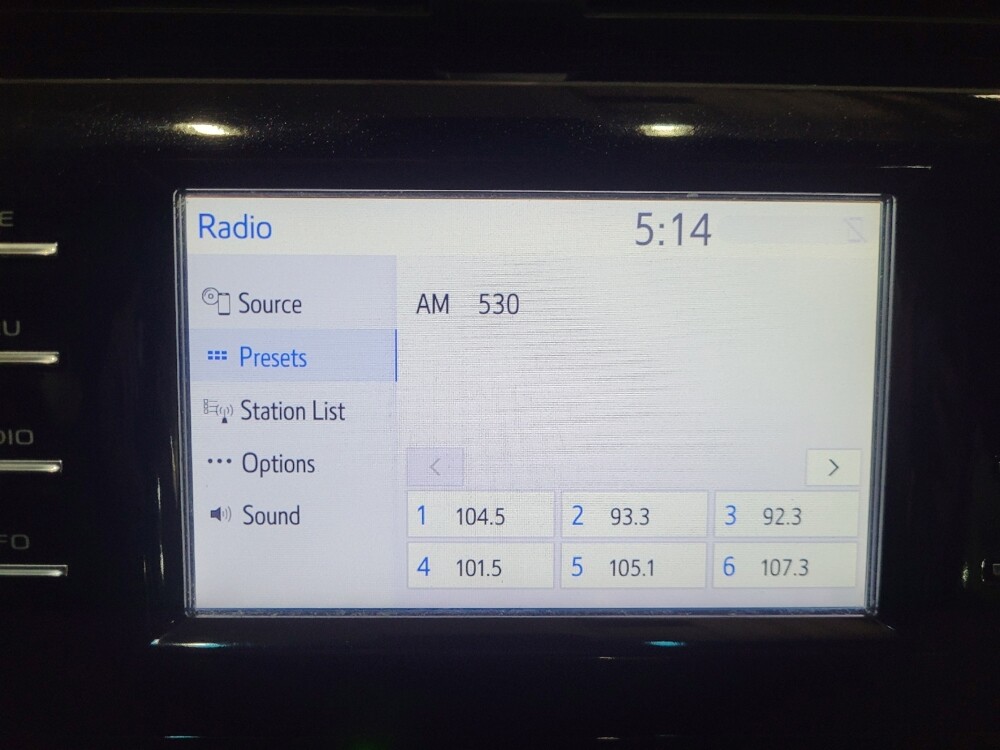 Radio 5:14
Source
AM 530
Presets
Station List
Options
< >
Sound
1 104.5 2 93.3 3 92.3
4 101.5 5 105.1 6 107.3